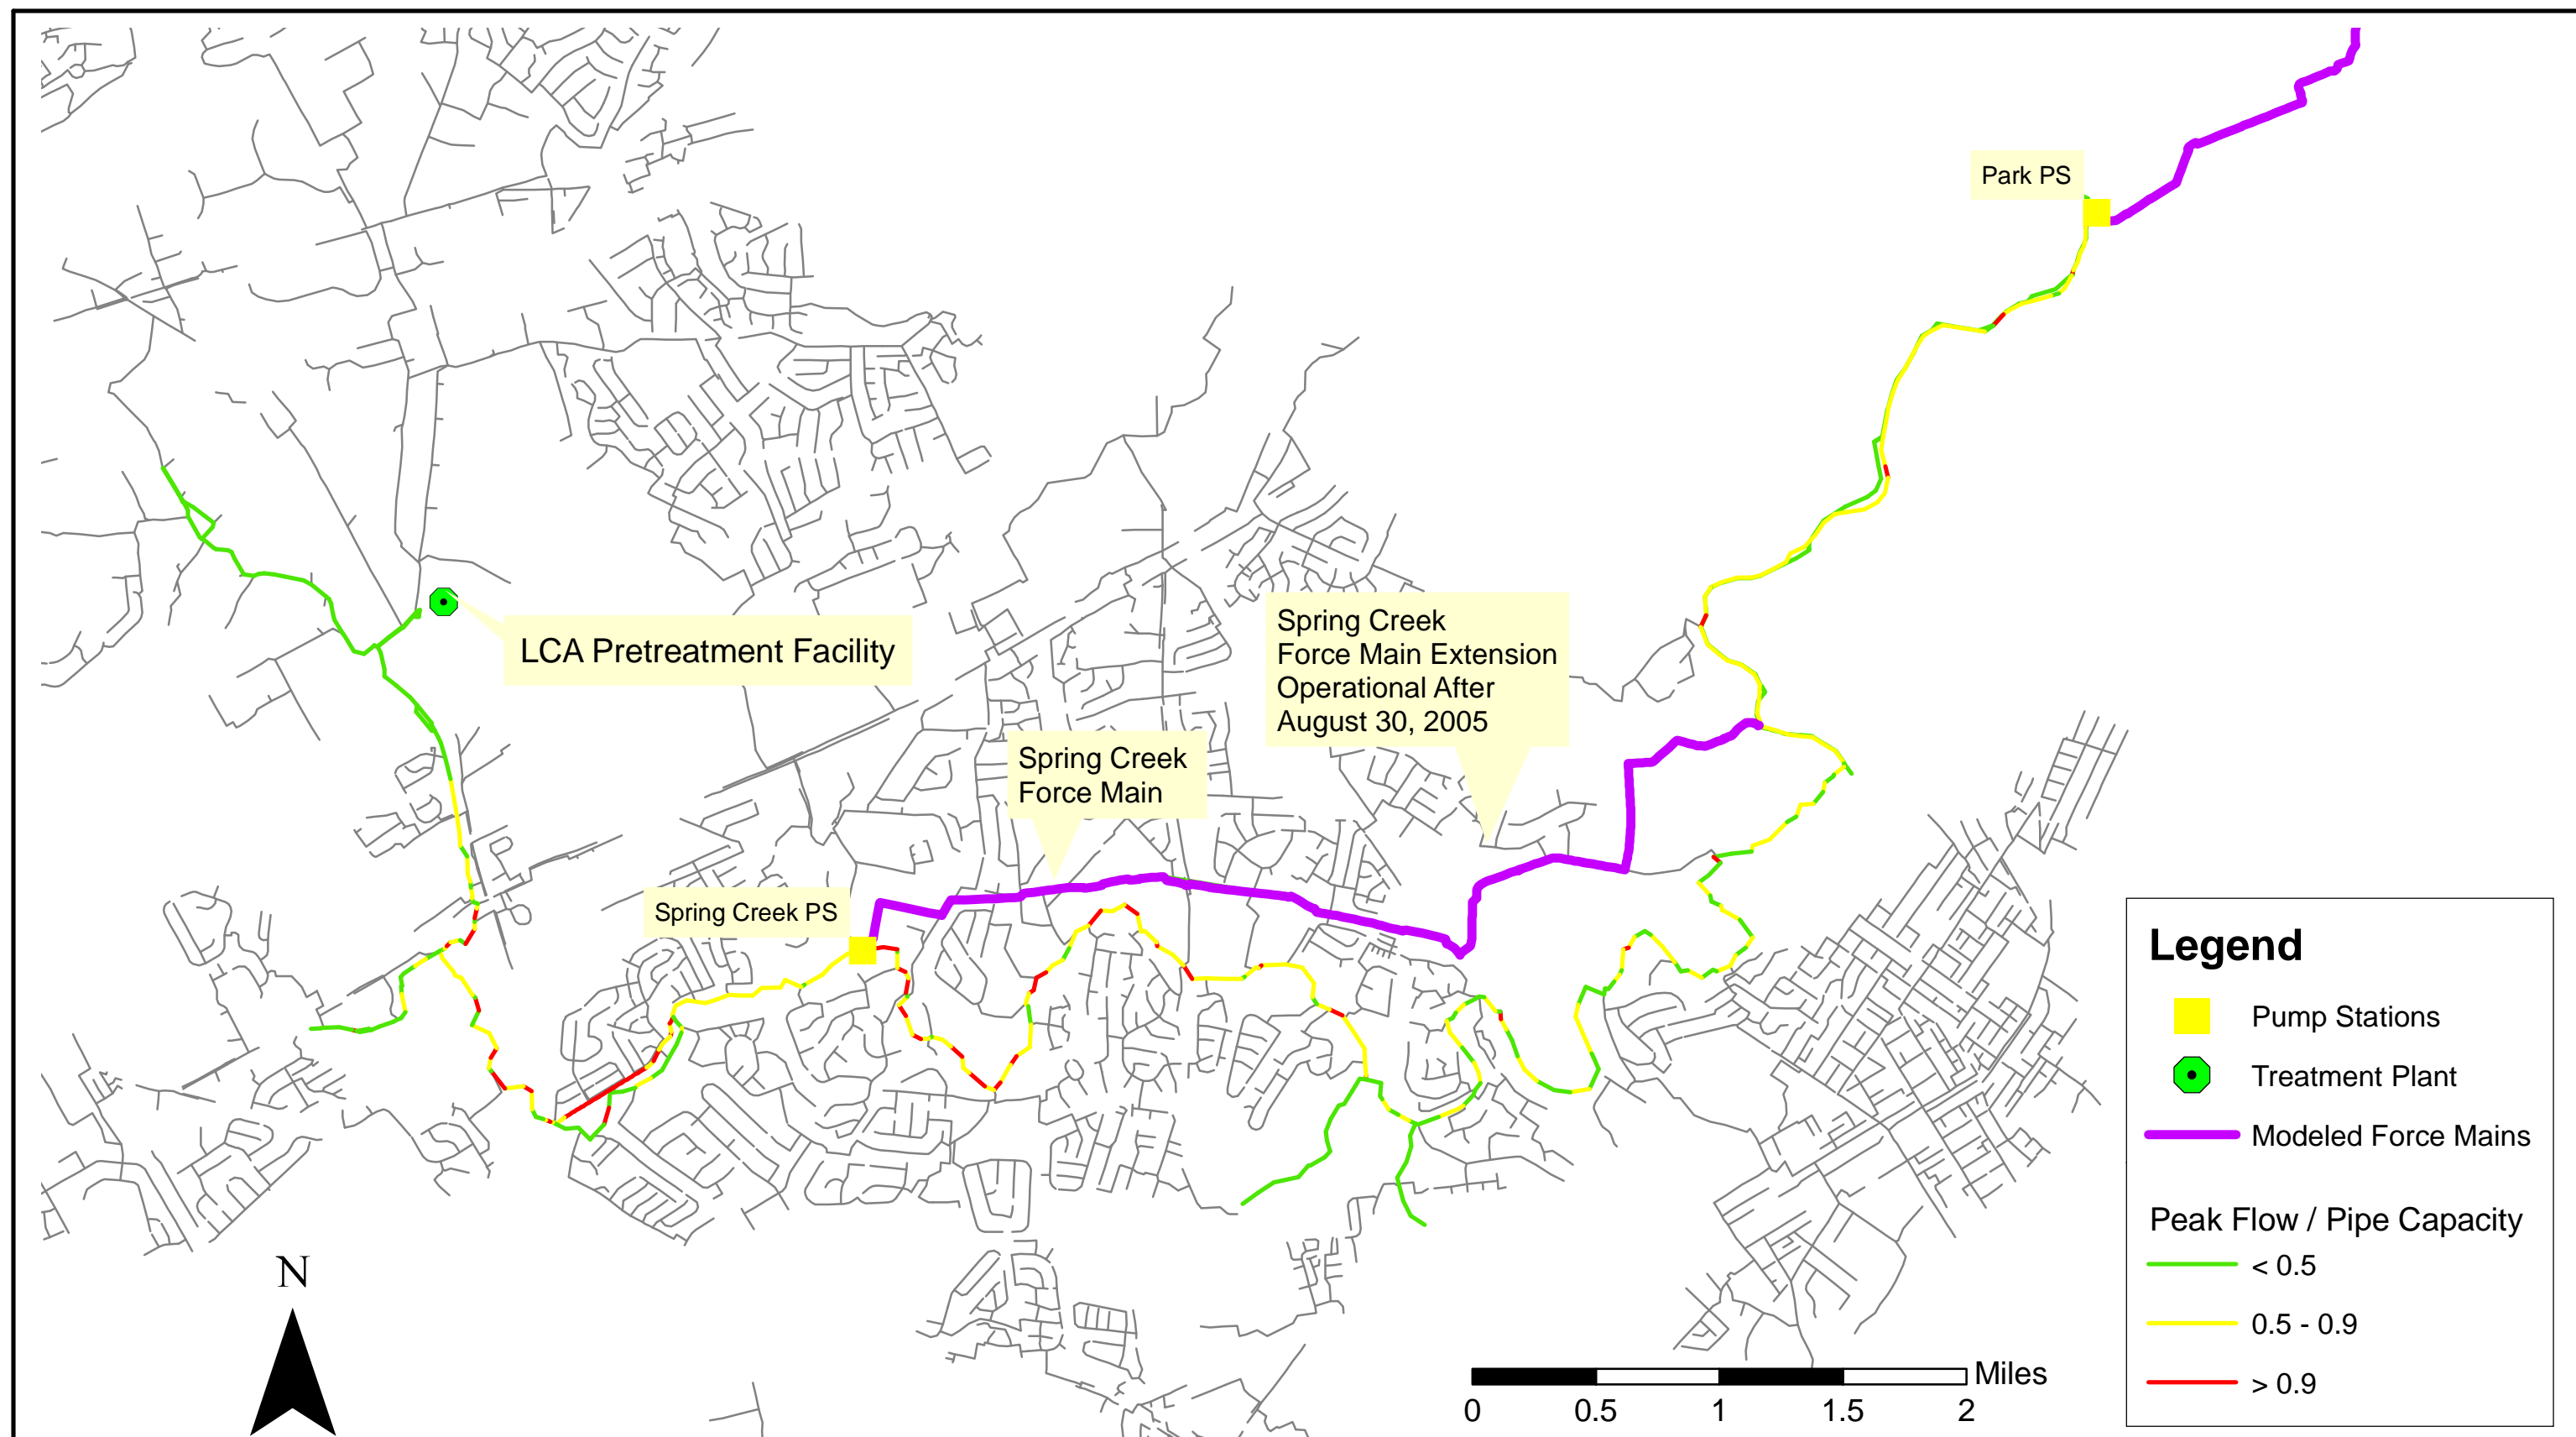 Park PS
LCA Pretreatment Facility
Spring Creek
Force Main Extension
Operational After
August 30, 2005
Spring Creek
Force Main
Spring Creek PS
Legend
Pump Stations
Treatment Plant
Modeled Force Mains
Peak Flow / Pipe Capacity
< 0.5
0.5 - 0.9
> 0.9
N
Miles
0 0.5 1 1.5 2